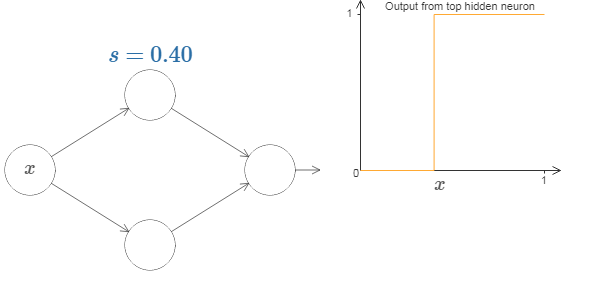 s = 0.40
x
Output from top hidden neuron
1
0
x
1